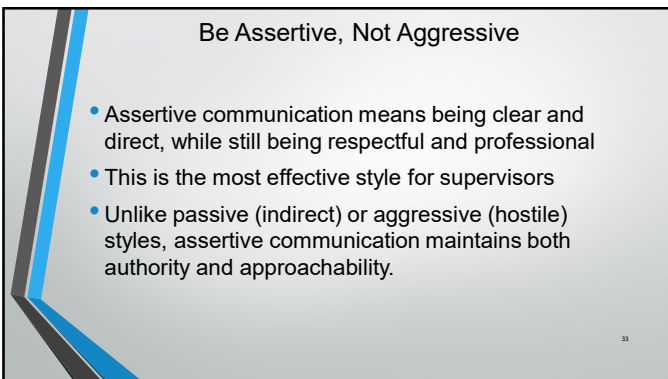 Be Assertive, Not Aggressive
• Assertive communication means being clear and
direct, while still being respectful and professional
• This is the most effective style for supervisors
• Unlike passive (indirect) or aggressive (hostile)
styles, assertive communication maintains both
authority and approachability.
33